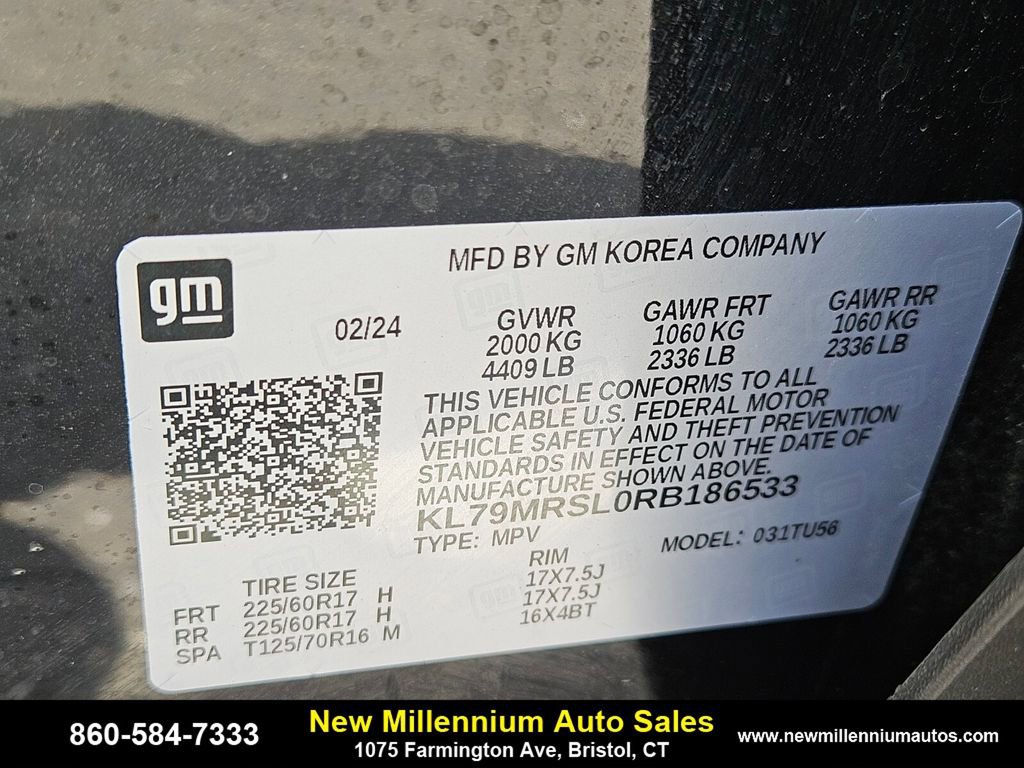 gm
MFD BY GM KOREA COMPANY
02/24
GVWR GAWR FRT GAWR RR
2000 KG 1060 KG 1060 KG
4409 LB 2336 LB 2336 LB
THIS VEHICLE CONFORMS TO ALL
APPLICABLE U.S. FEDERAL MOTOR
VEHICLE SAFETY AND THEFT PREVENTION
STANDARDS IN EFFECT ON THE DATE OF
MANUFACTURE SHOWN ABOVE.
KL79MRSL0RB186533
TYPE: MPV MODEL: 031TU56
TIRE SIZE RIM
FRT 225/60R17 H 17X7.5J
RR 225/60R17 H 17X7.5J
SPA T125/70R16 M 16X4BT
860-584-7333
New Millennium Auto Sales
1075 Farmington Ave, Bristol, CT
www.newmillenniumautos.com